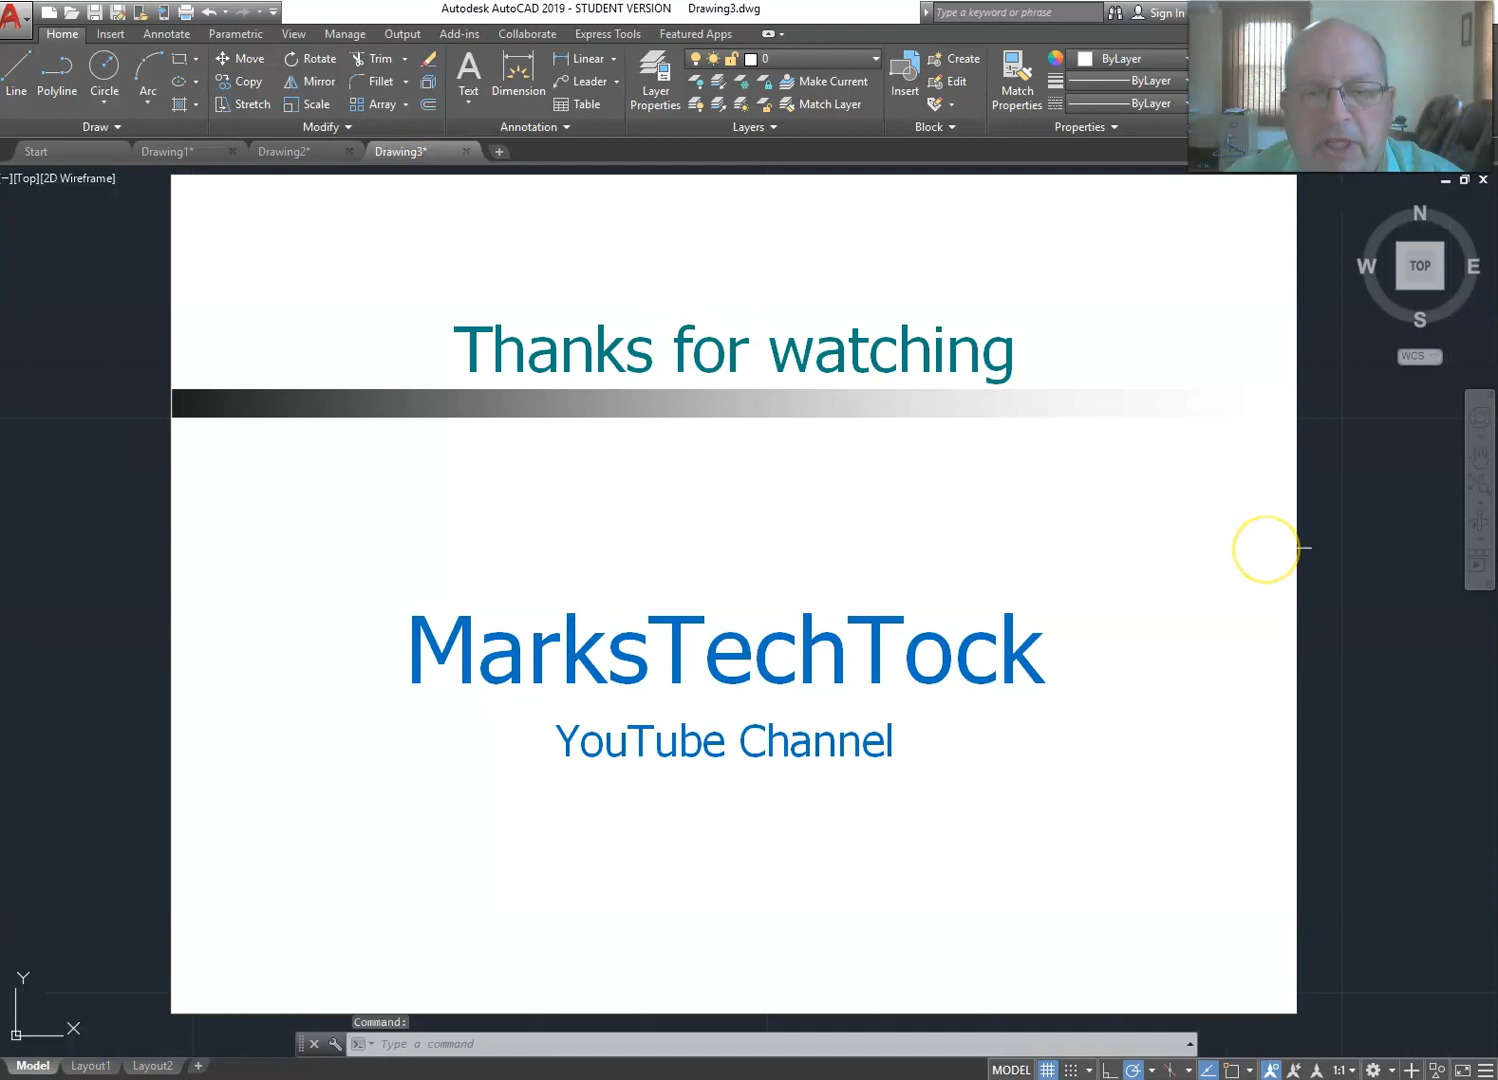 Autodesk AutoCAD 2019 - STUDENT VERSION Drawing3.dwg
Type a keyword or phrase
Sign In
Home Insert Annotate Parametric View Manage Output Add-ins Collaborate Express Tools Featured Apps
Line Polyline Circle Arc
Move Rotate Trim
Copy Mirror Fillet
Stretch Scale Array
Text Dimension
Linear
Leader
Table
Layer Properties
0
Make Current
Match Layer
Insert
Create
Edit
Match Properties
ByLayer
ByLayer
ByLayer
Draw Modify Annotation Layers Block Properties
Start Drawing1* Drawing2* Drawing3*
[−][Top][2D Wireframe]
N
W TOP E
S
WCS
Thanks for watching
MarksTechTock
YouTube Channel
Y
X
Command:
Type a command
Model Layout1 Layout2
MODEL 1:1